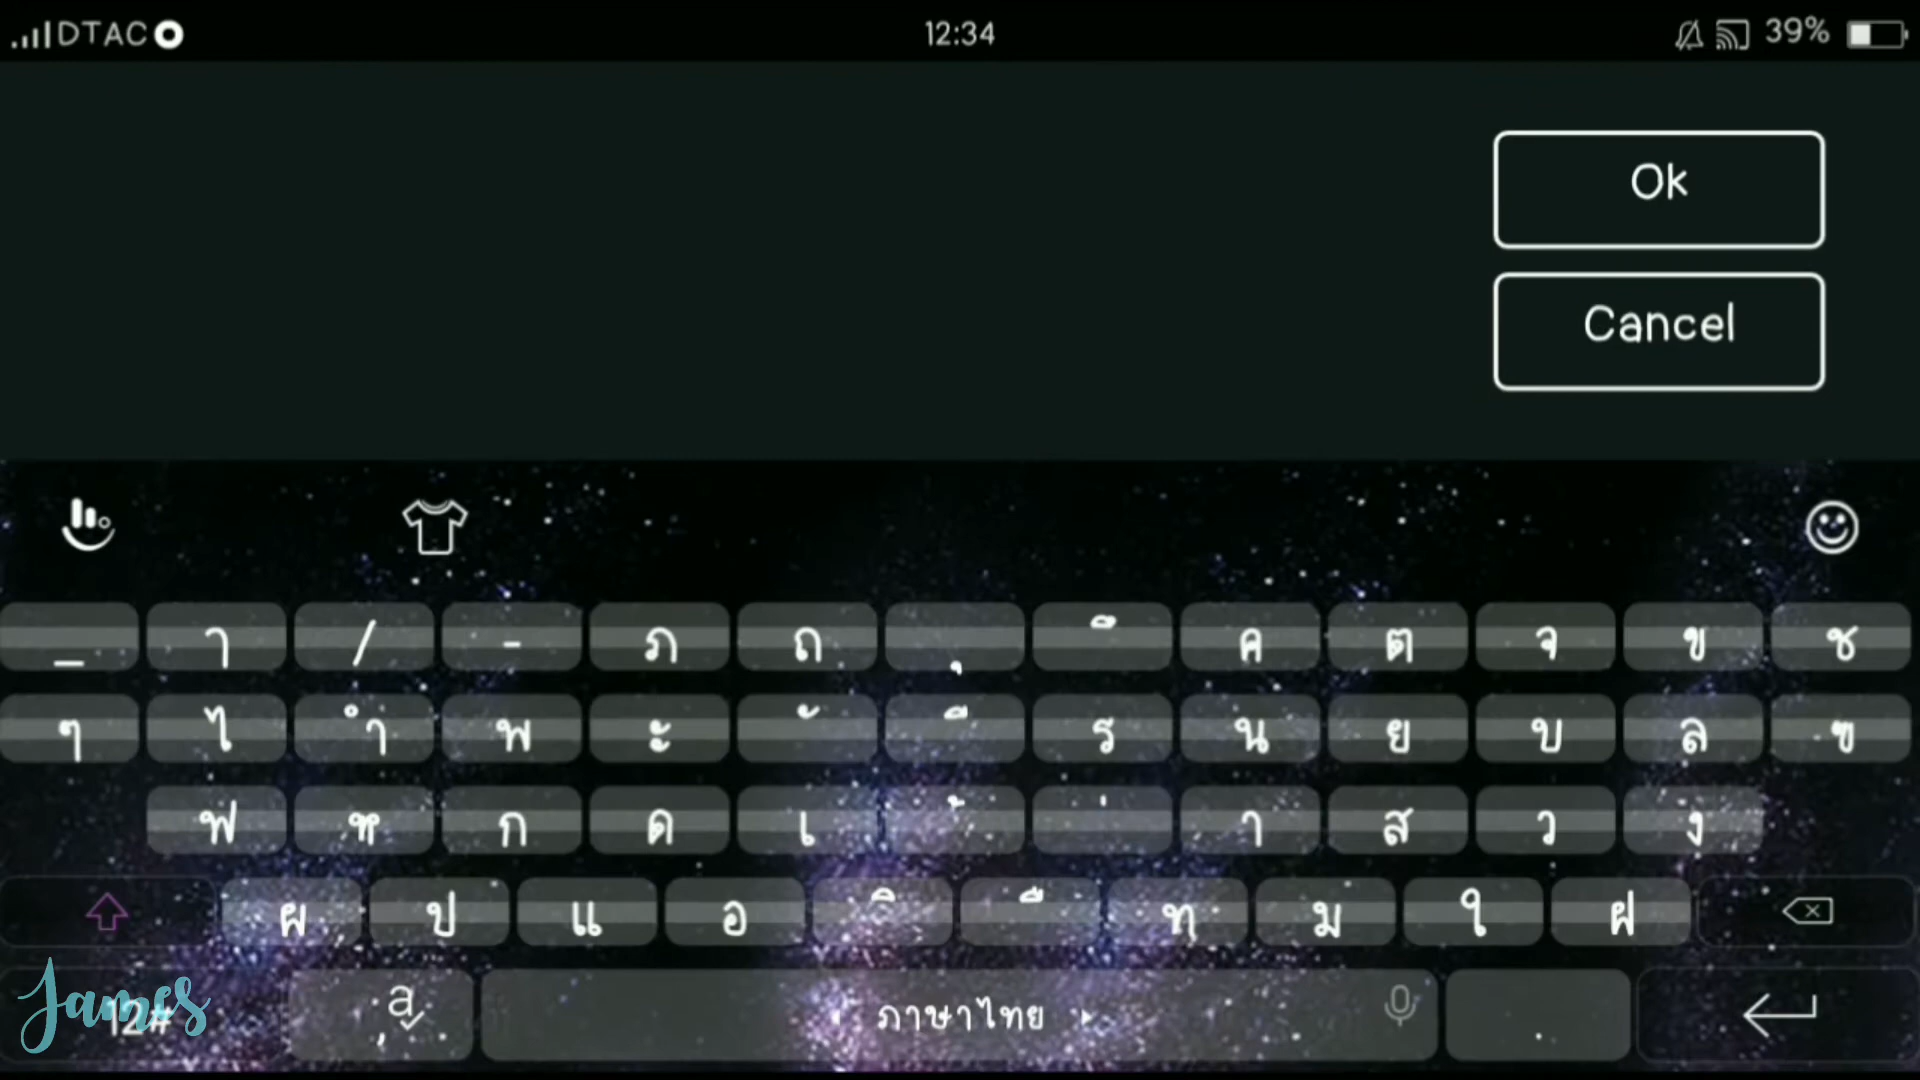 DTAC 12:34 39%
Ok
Cancel
_ ๅ / - ภ ถ ุ ึ ค ต จ ข ช
ๆ ไ ำ พ ะ ั ี ร น ย บ ล ฃ
ฟ ห ก ด เ ้ ่ า ส ว ง
ผ ป แ อ ิ ื ท ม ใ ฝ
12# , a ภาษาไทย .
James